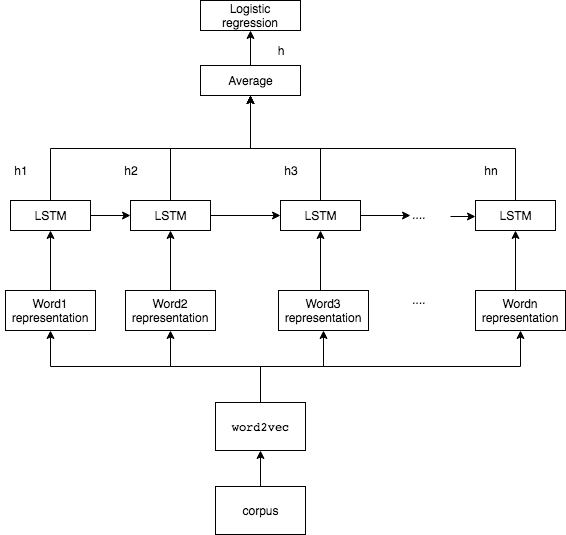 Logistic
regression
h
Average
h1
h2
h3
hn
LSTM
LSTM
LSTM
....
LSTM
Word1
representation
Word2
representation
Word3
representation
....
Wordn
representation
word2vec
corpus